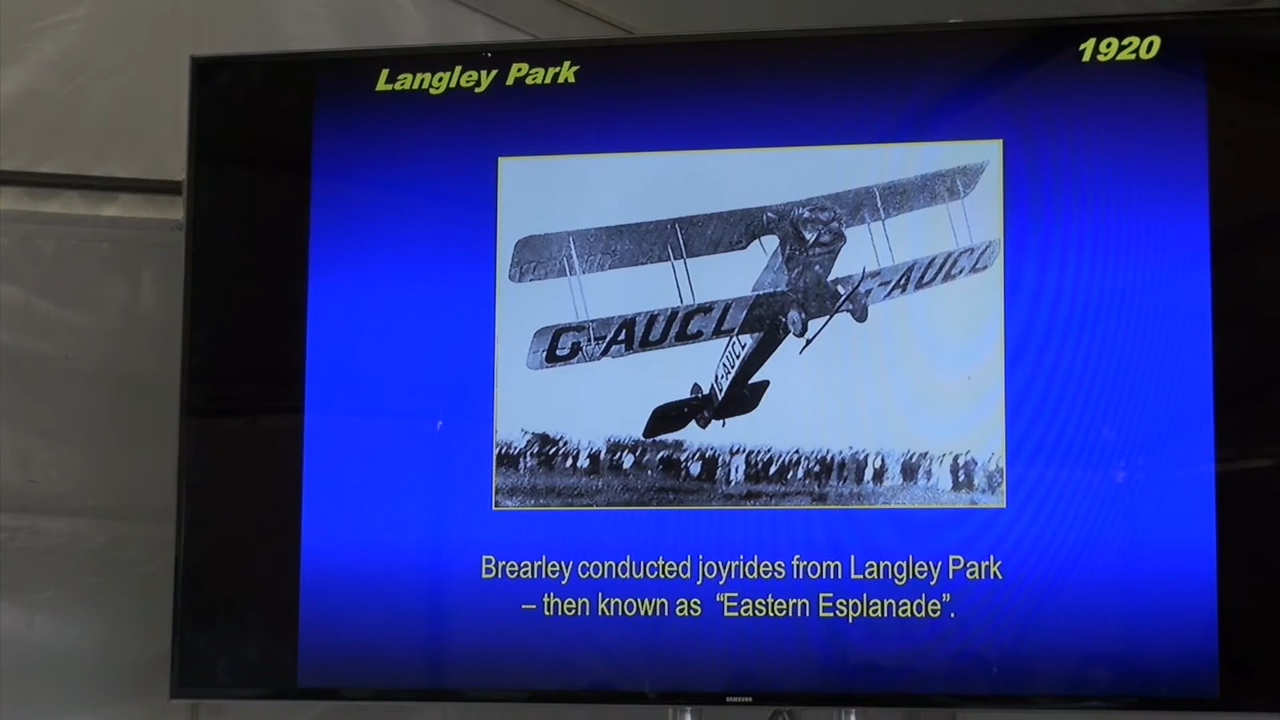 Langley Park
1920
G-AUCL
G-AUCL
G-AUCL
Brearley conducted joyrides from Langley Park
– then known as “Eastern Esplanade”.
SAMSUNG